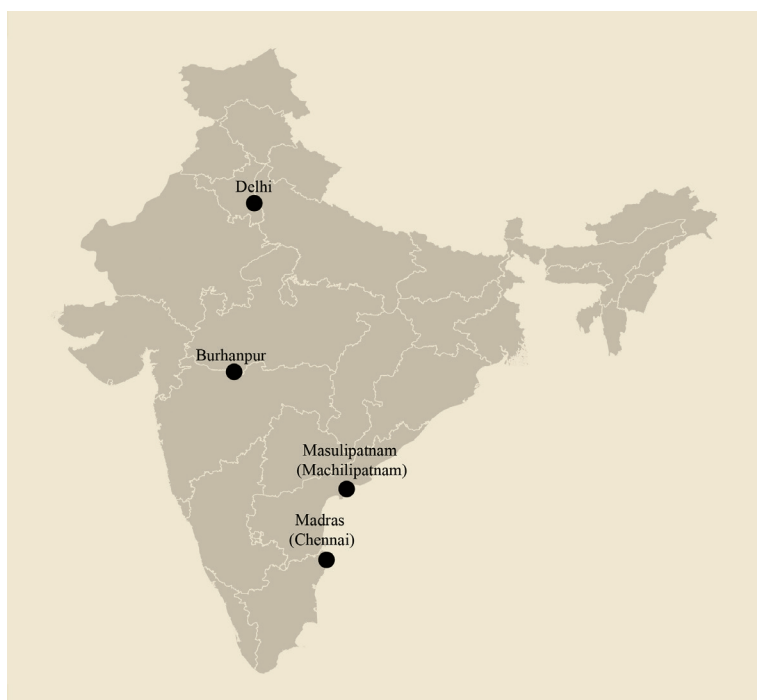 Delhi
Burhanpur
Masulipatnam
(Machilipatnam)
Madras
(Chennai)